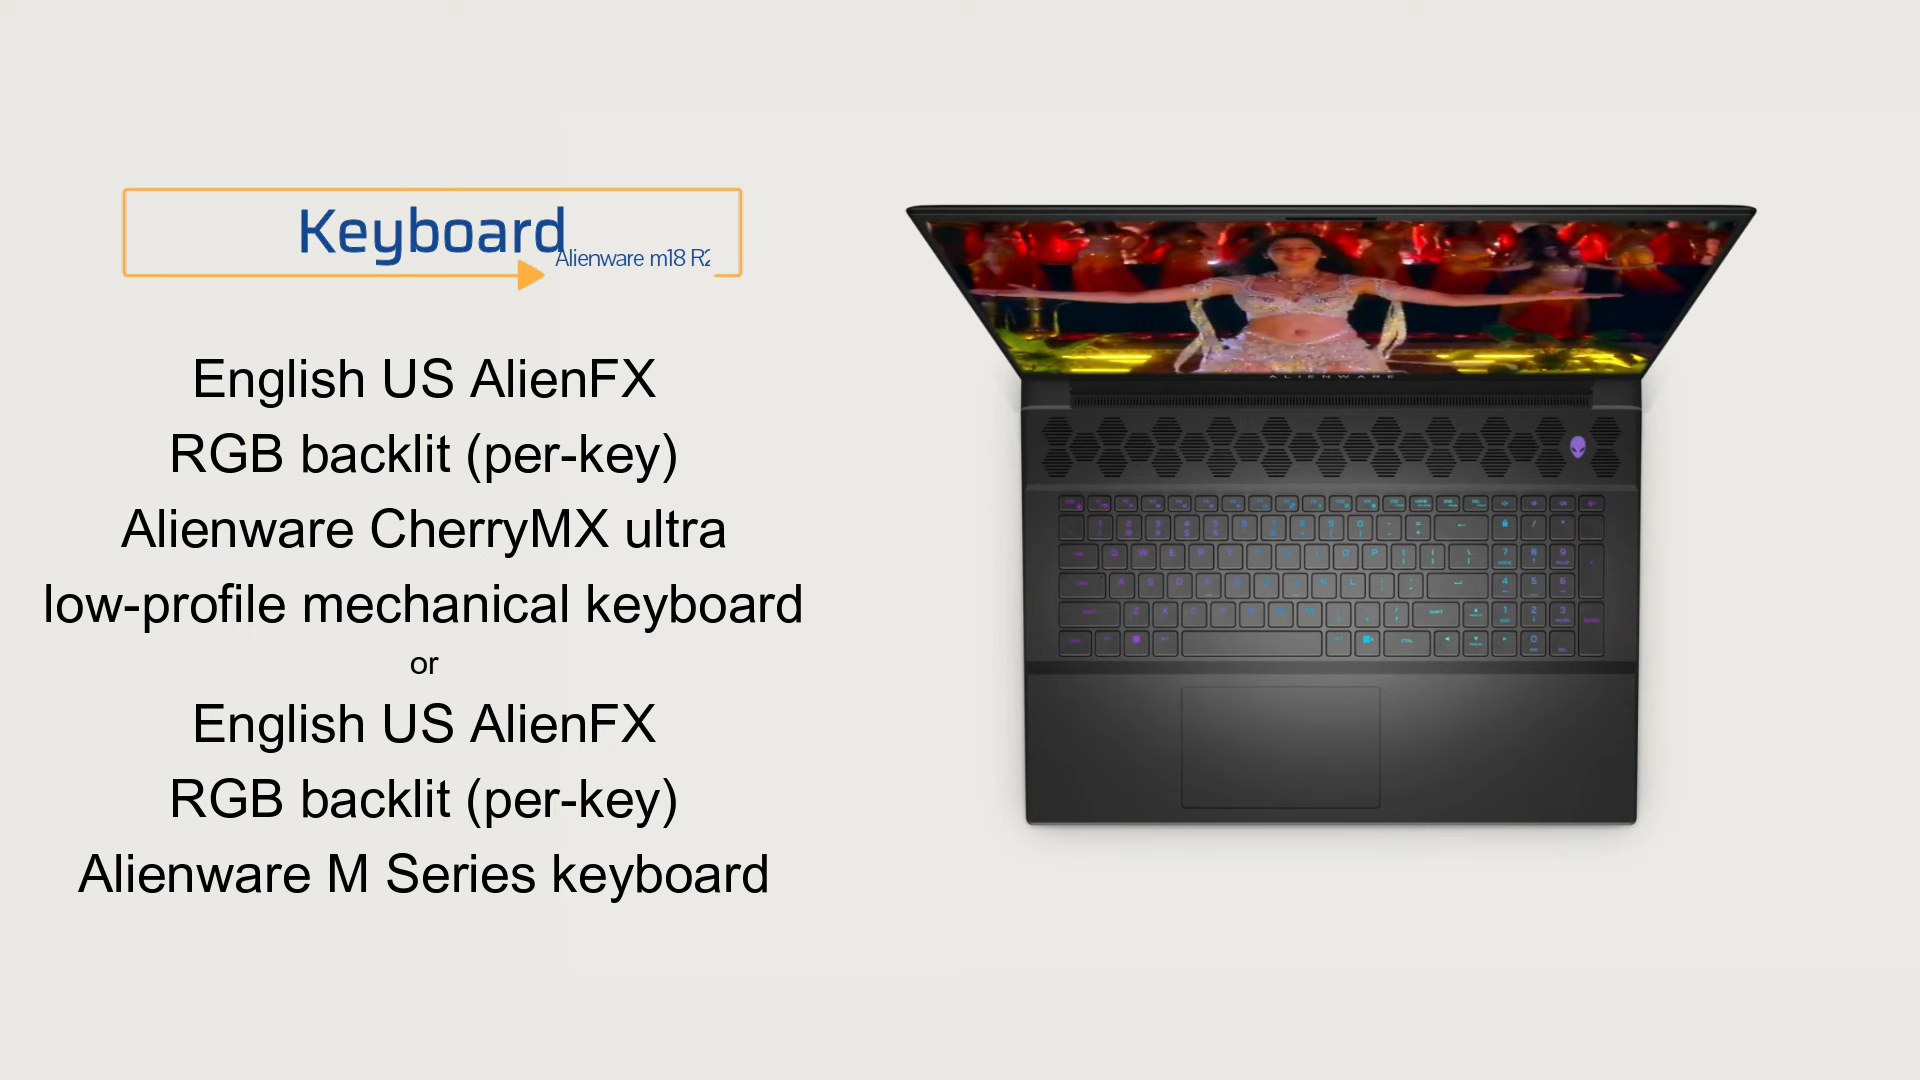 Keyboard
Alienware m18 R2
English US AlienFX
RGB backlit (per-key)
Alienware CherryMX ultra
low-profile mechanical keyboard
or
English US AlienFX
RGB backlit (per-key)
Alienware M Series keyboard
ALIENWARE